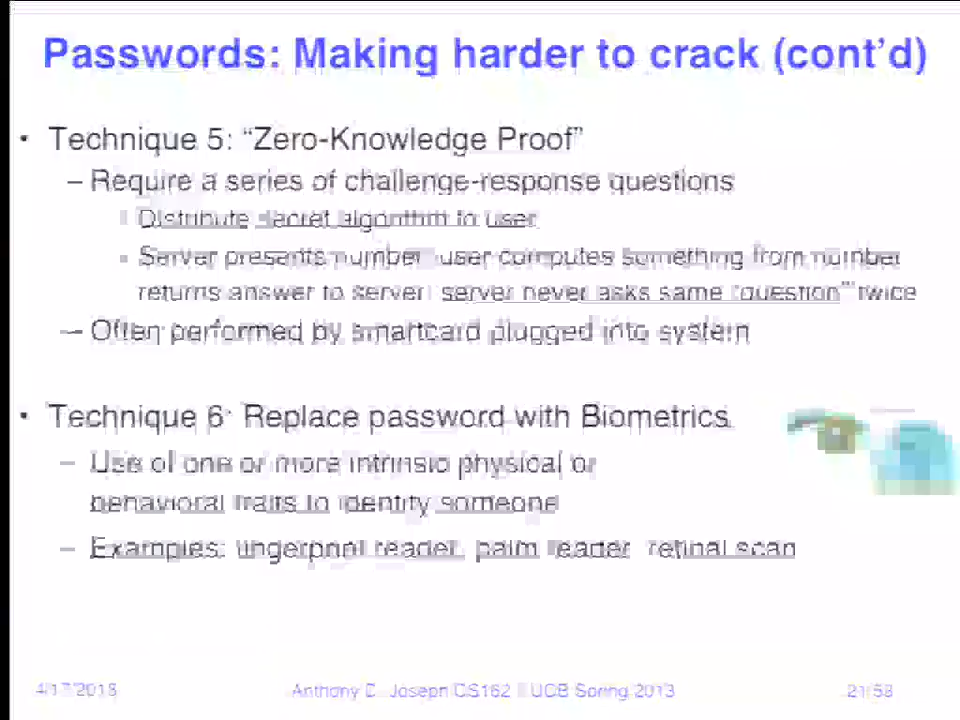 Passwords: Making harder to crack (cont'd)
• Technique 5: “Zero-Knowledge Proof”
– Require a series of challenge-response questions
Distribute secret algorithm to user
Server presents number user computes something from number
returns answer to server server never asks same “question” twice
– Often performed by smartcard plugged into system
• Technique 6: Replace password with Biometrics
– Use of one or more intrinsic physical or
behavioral traits to identify someone
– Examples: fingerprint reader, palm reader, retinal scan
4/17/2013
Anthony D. Joseph CS162 UCB Spring 2013
21.53